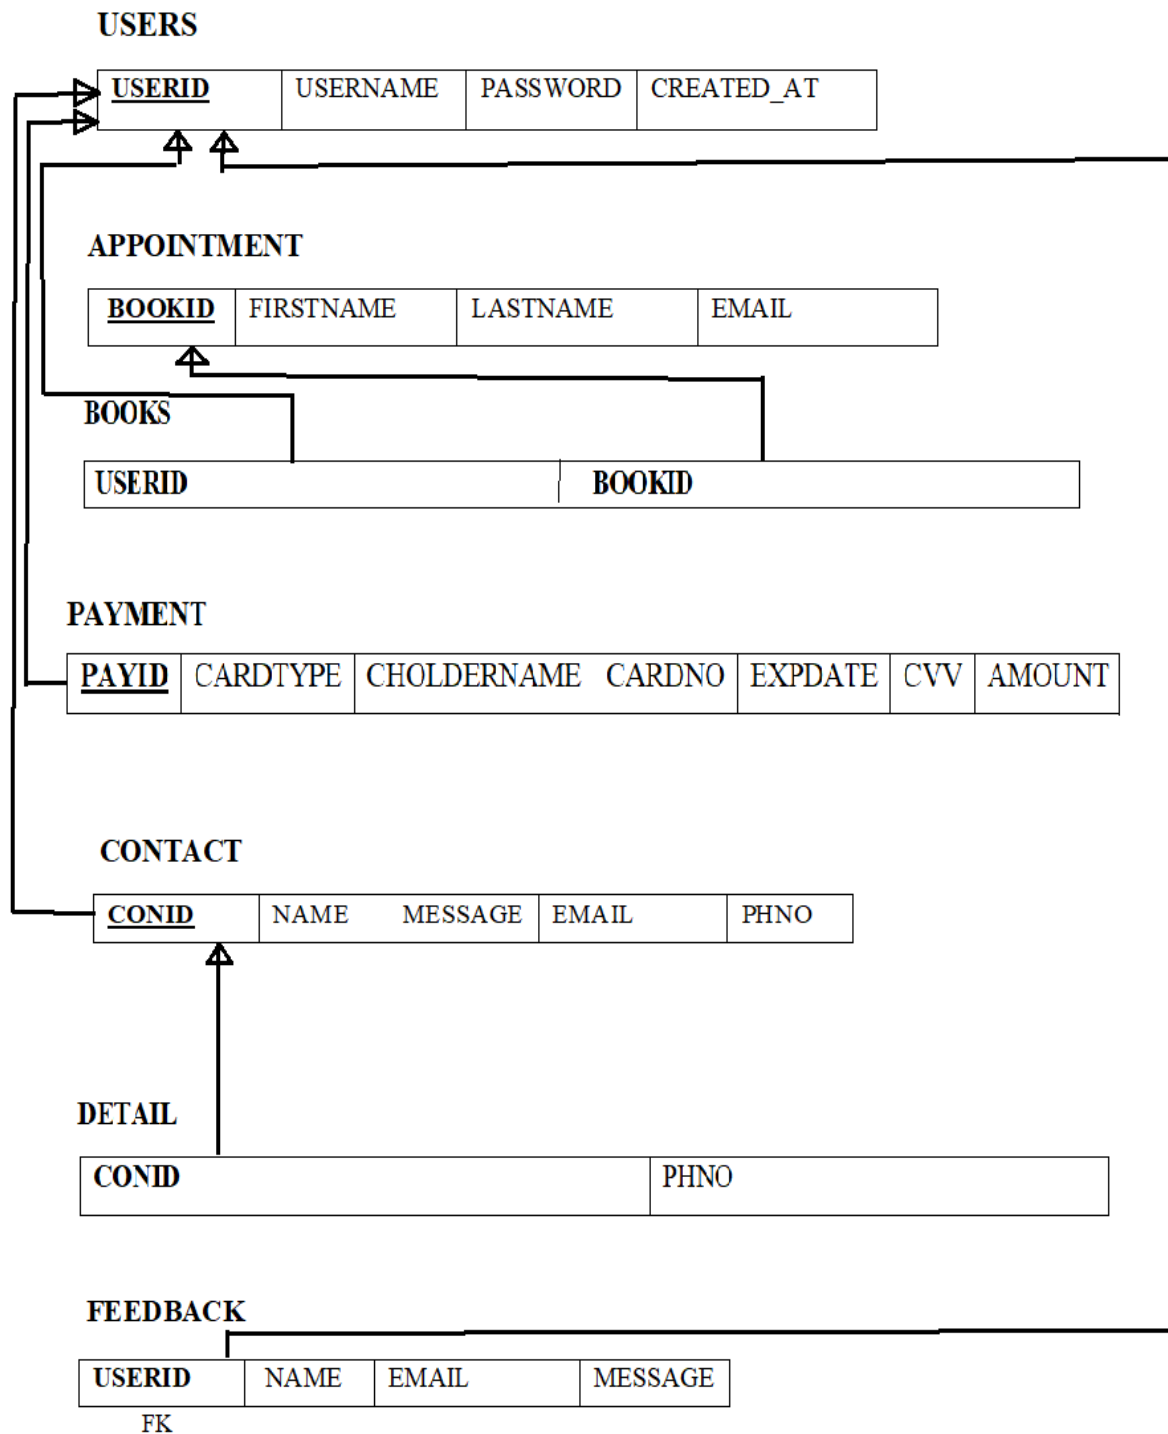 USERS
USERID USERNAME PASSWORD CREATED_AT
APPOINTMENT
BOOKID FIRSTNAME LASTNAME EMAIL
BOOKS
USERID BOOKID
PAYMENT
PAYID CARDTYPE CHOLDERNAME CARDNO EXPDATE CVV AMOUNT
CONTACT
CONID NAME MESSAGE EMAIL PHNO
DETAIL
CONID PHNO
FEEDBACK
USERID NAME EMAIL MESSAGE
FK